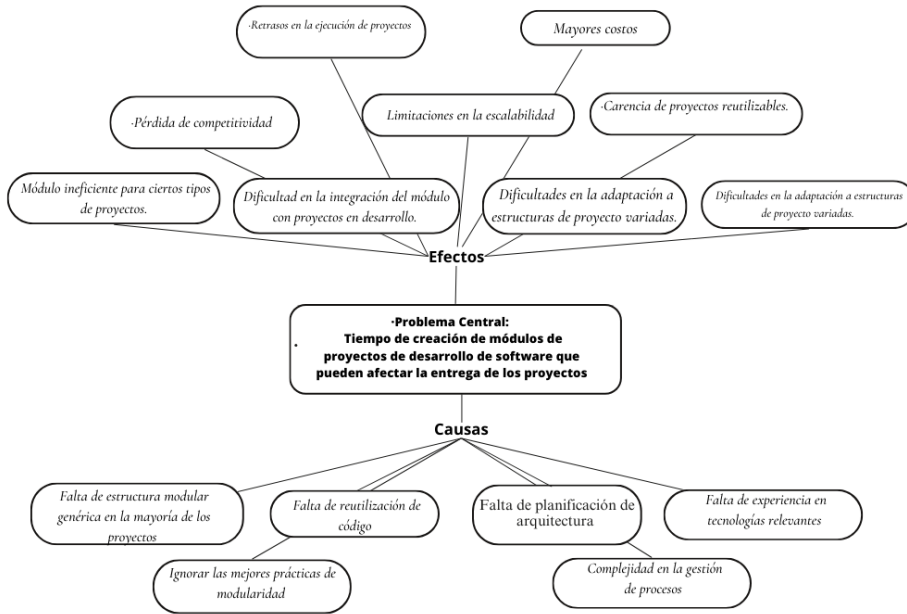 ·Retrasos en la ejecución de proyectos
Mayores costos
·Pérdida de competitividad
Limitaciones en la escalabilidad
·Carencia de proyectos reutilizables.
Módulo ineficiente para ciertos tipos
de proyectos.
Dificultad en la integración del módulo
con proyectos en desarrollo.
Dificultades en la adaptación a
estructuras de proyecto variadas.
Dificultades en la adaptación a estructuras
de proyecto variadas.
Efectos
·Problema Central:
·
Tiempo de creación de módulos de
proyectos de desarrollo de software que
pueden afectar la entrega de los proyectos
Causas
Falta de estructura modular
genérica en la mayoría de los
proyectos
Falta de reutilización de
código
Falta de planificación de
arquitectura
Falta de experiencia en
tecnologías relevantes
Ignorar las mejores prácticas de
modularidad
Complejidad en la gestión
de procesos